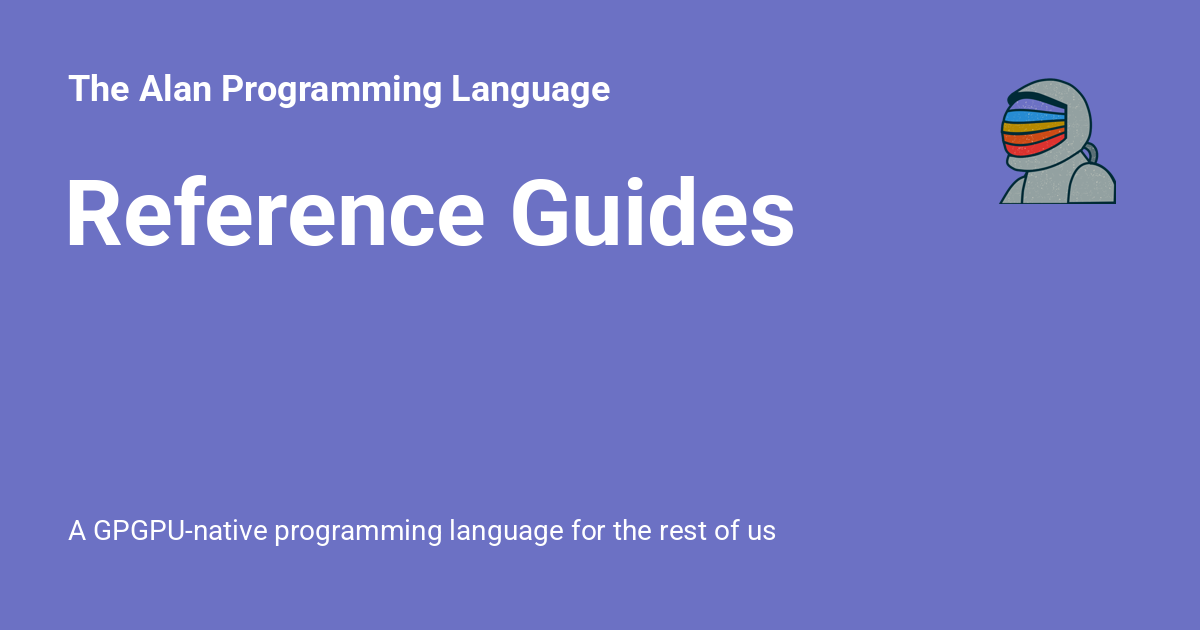 The Alan Programming Language
Reference Guides
A GPGPU-native programming language for the rest of us